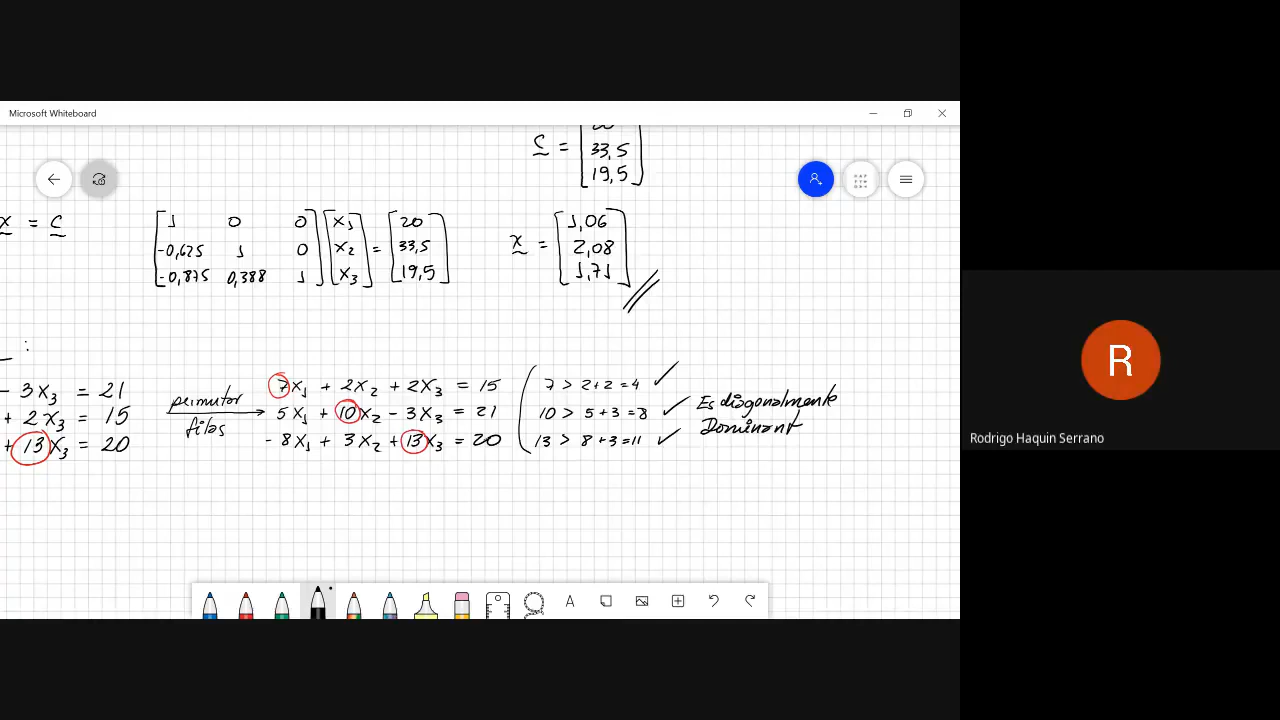 Microsoft Whiteboard
C = [20
33,5
19,5]
x = C
[1 0 0
-0,625 1 0
-0,875 0,388 1] [x1
x2
x3] = [20
33,5
19,5]
x = [1,06
2,08
1,71]
:
- 3x3 = 21
+ 2x3 = 15
+ 13x3 = 20
permutar
filas
7x1 + 2x2 + 2x3 = 15
5x1 + 10x2 - 3x3 = 21
-8x1 + 3x2 + 13x3 = 20
7 > 2+2 = 4 ✓
10 > 5+3 = 8 ✓
13 > 8+3 = 11 ✓
Es diagonalmente
Dominant
R
Rodrigo Haquin Serrano